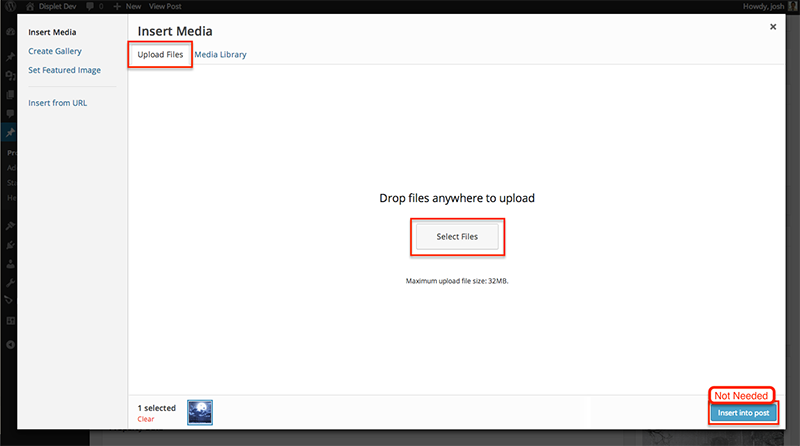 Displet Dev 0 New View Post Howdy, josh
Insert Media
Create Gallery
Set Featured Image
Insert from URL
Insert Media
Upload Files Media Library
Drop files anywhere to upload
Select Files
Maximum upload file size: 32MB.
1 selected
Clear
Not Needed
Insert into post